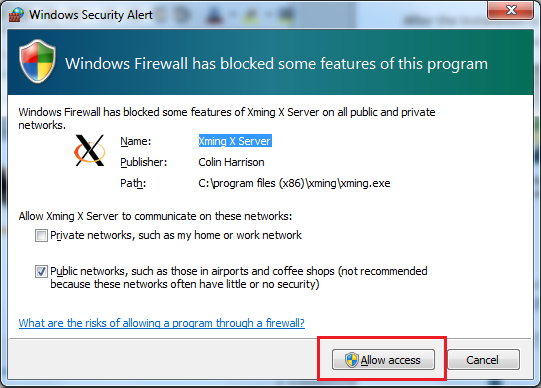 Windows Security Alert
Windows Firewall has blocked some features of this program
Windows Firewall has blocked some features of Xming X Server on all public and private
networks.
Name: Xming X Server
Publisher: Colin Harrison
Path: C:\program files (x86)\xming\xming.exe
Allow Xming X Server to communicate on these networks:
Private networks, such as my home or work network
Public networks, such as those in airports and coffee shops (not recommended
because these networks often have little or no security)
What are the risks of allowing a program through a firewall?
Allow access Cancel